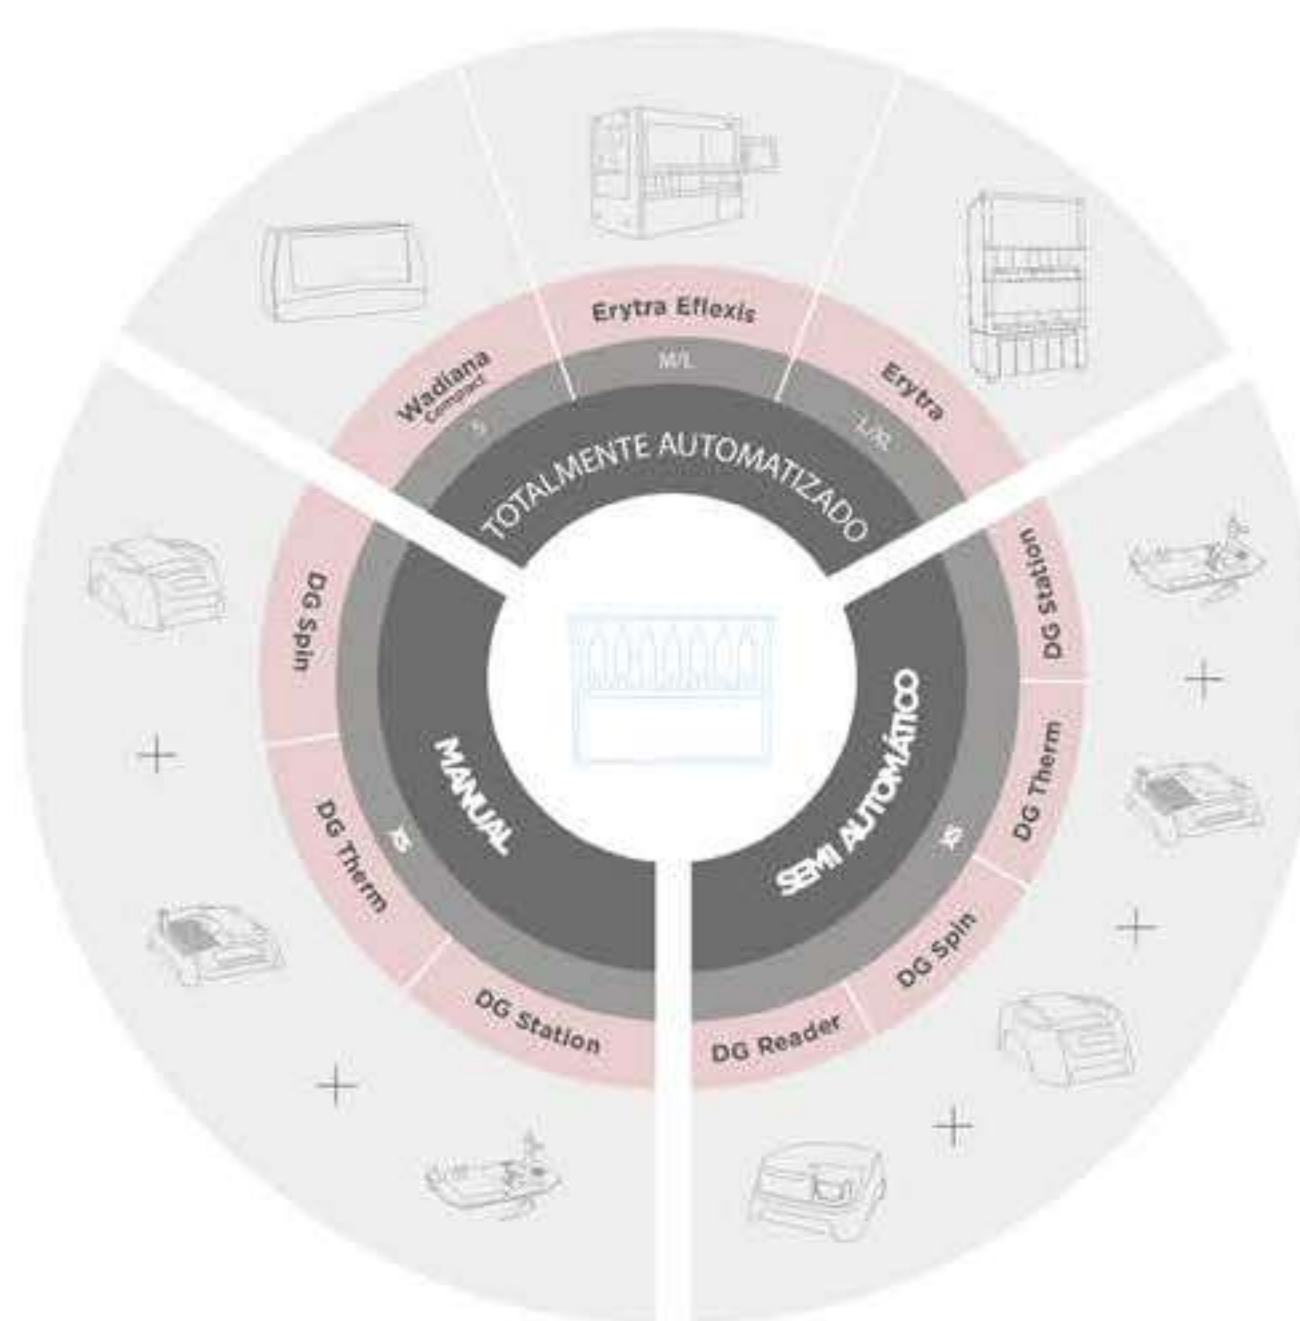 Erytra Eflexis
M/L
Wadiana
Compact
S
Erytra
L/XL
TOTALMENTE AUTOMATIZADO
DG Station
DG Therm
DG Spin
DG Reader
XS
SEMI AUTOMÁTICO
DG Spin
DG Therm
DG Station
XS
MANUAL